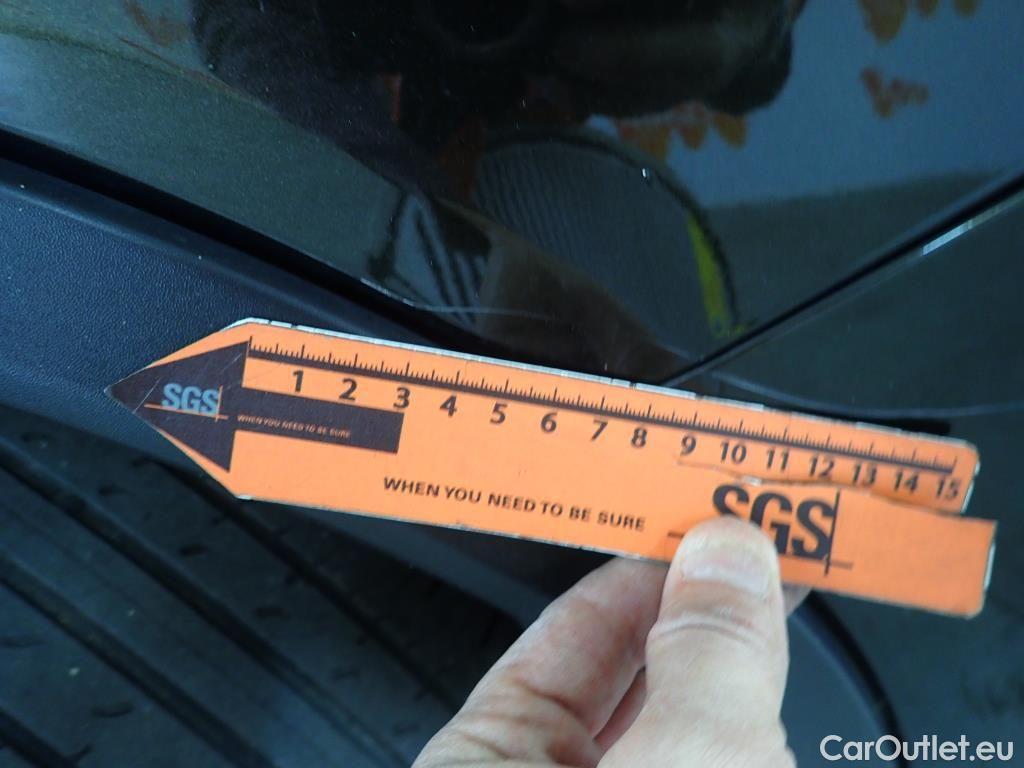 1 2 3 4 5 6 7 8 9 10 11 12 13 14 15
SGS
WHEN YOU NEED TO BE SURE
WHEN YOU NEED TO BE SURE
SGS
CarOutlet.eu